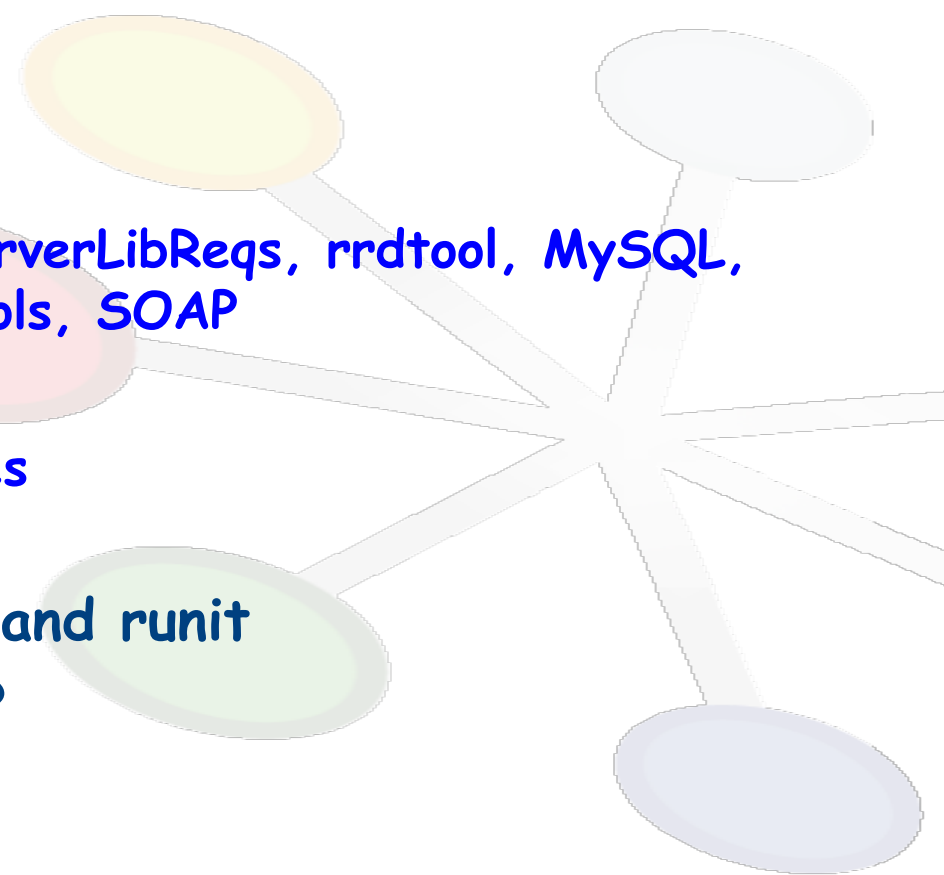 rverLibReqs, rrdtool, MySQL,
ols, SOAP
s
and runit